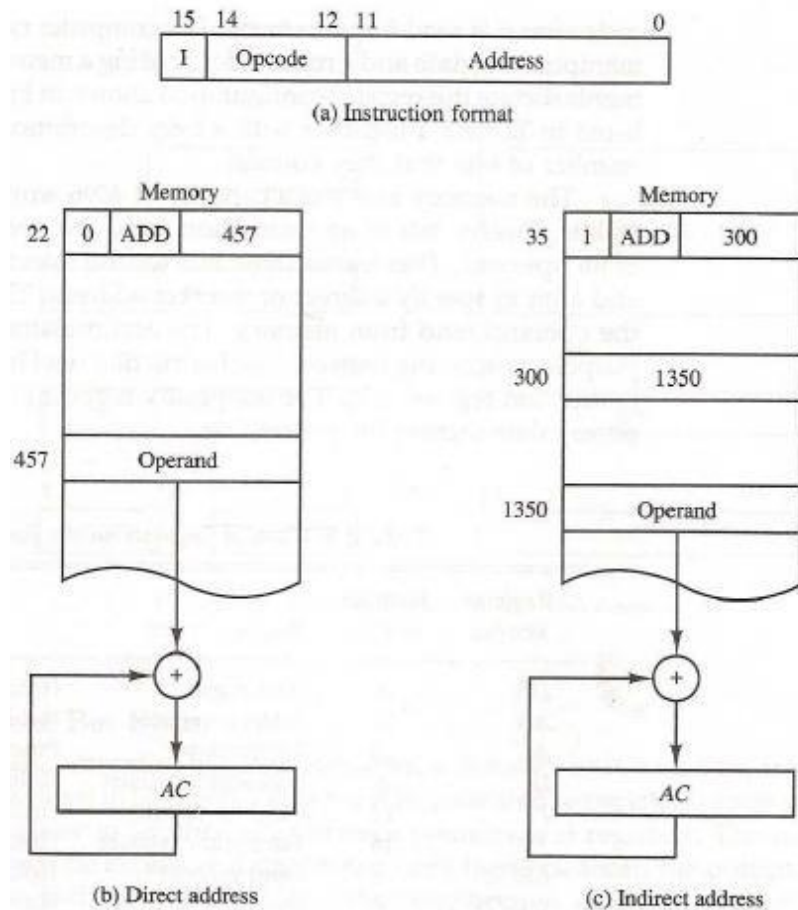 15 14 12 11 0
I Opcode Address
(a) Instruction format
Memory
22 0 ADD 457
457 Operand
+
AC
(b) Direct address
Memory
35 1 ADD 300
300 1350
1350 Operand
+
AC
(c) Indirect address